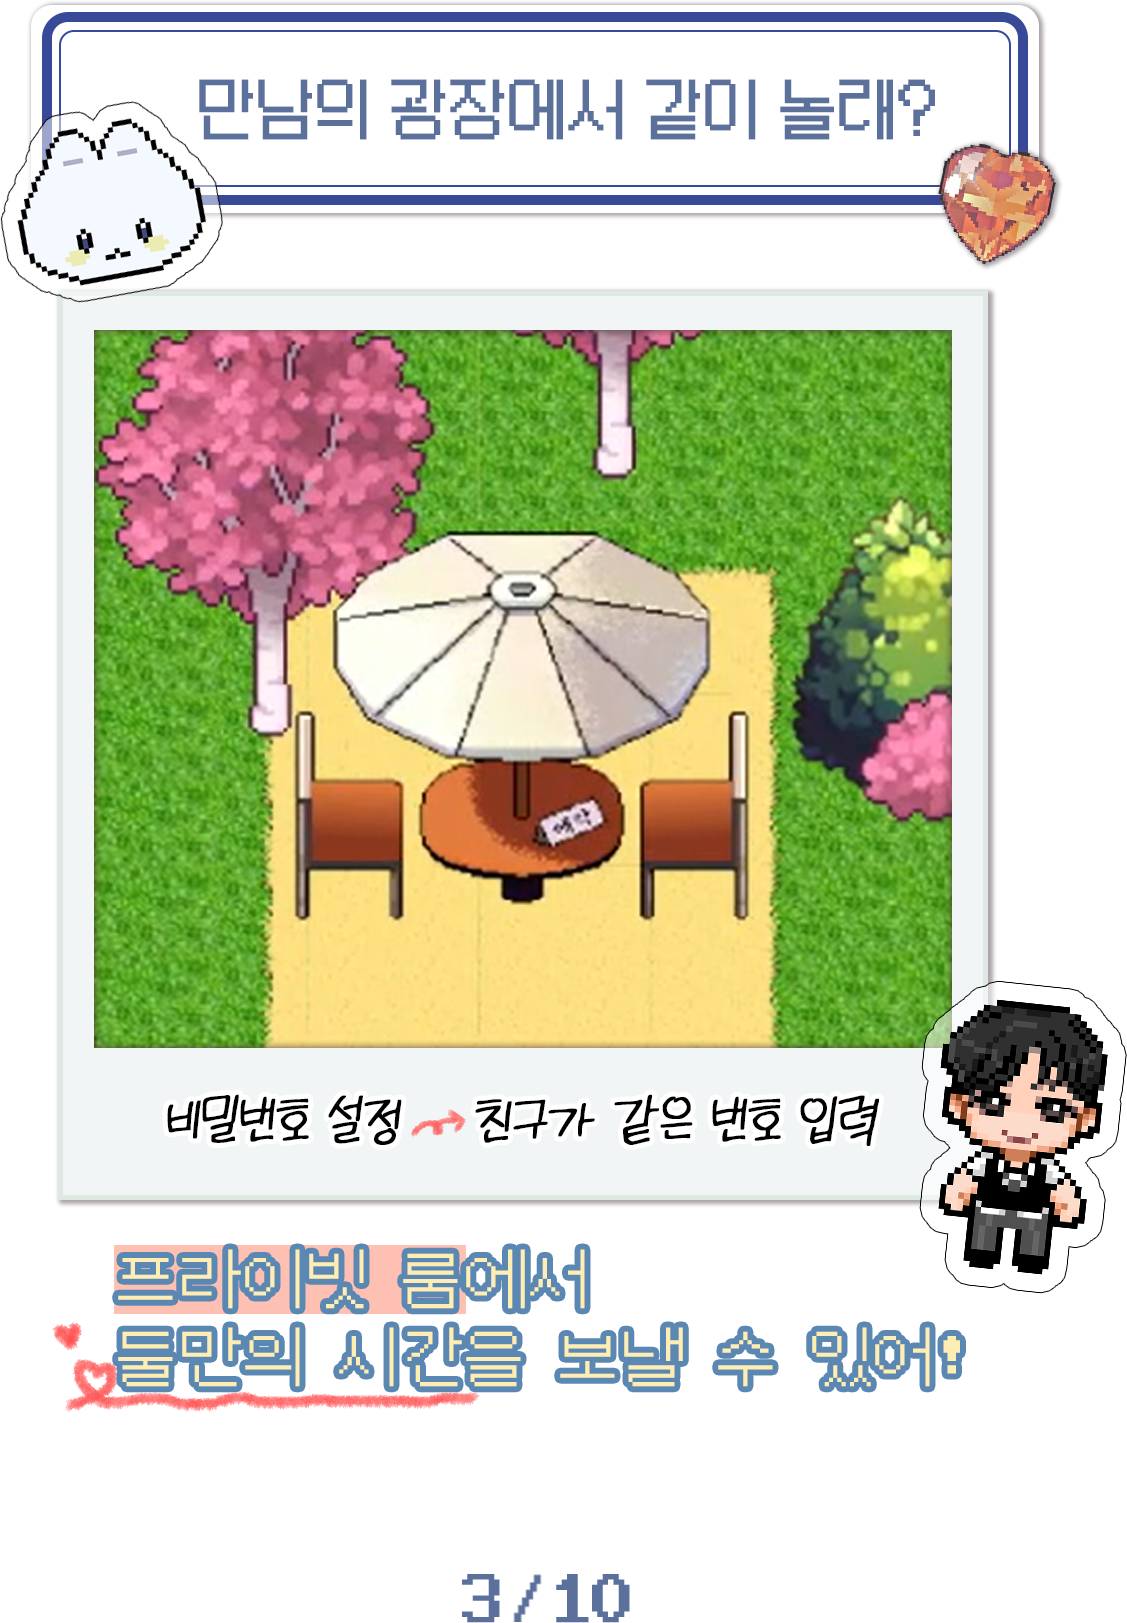 만남의 광장에서 같이 놀래?
예약
비밀번호 설정 → 친구가 같은 번호 입력
프라이빗 룸에서
둘만의 시간을 보낼 수 있어!
3/10